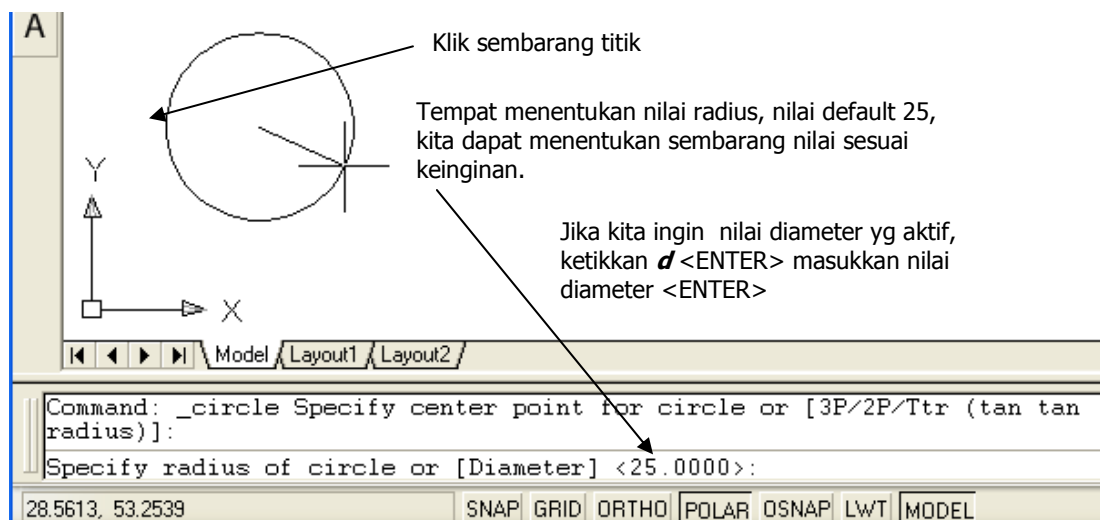 A
Klik sembarang titik
Tempat menentukan nilai radius, nilai default 25,
kita dapat menentukan sembarang nilai sesuai
keinginan.
Jika kita ingin nilai diameter yg aktif,
ketikkan d <ENTER> masukkan nilai
diameter <ENTER>
Y
X
Model Layout1 Layout2
Command: _circle Specify center point for circle or [3P/2P/Ttr (tan tan
radius)]:
Specify radius of circle or [Diameter] <25.0000>:
28.5613, 53.2539 SNAP GRID ORTHO POLAR OSNAP LWT MODEL